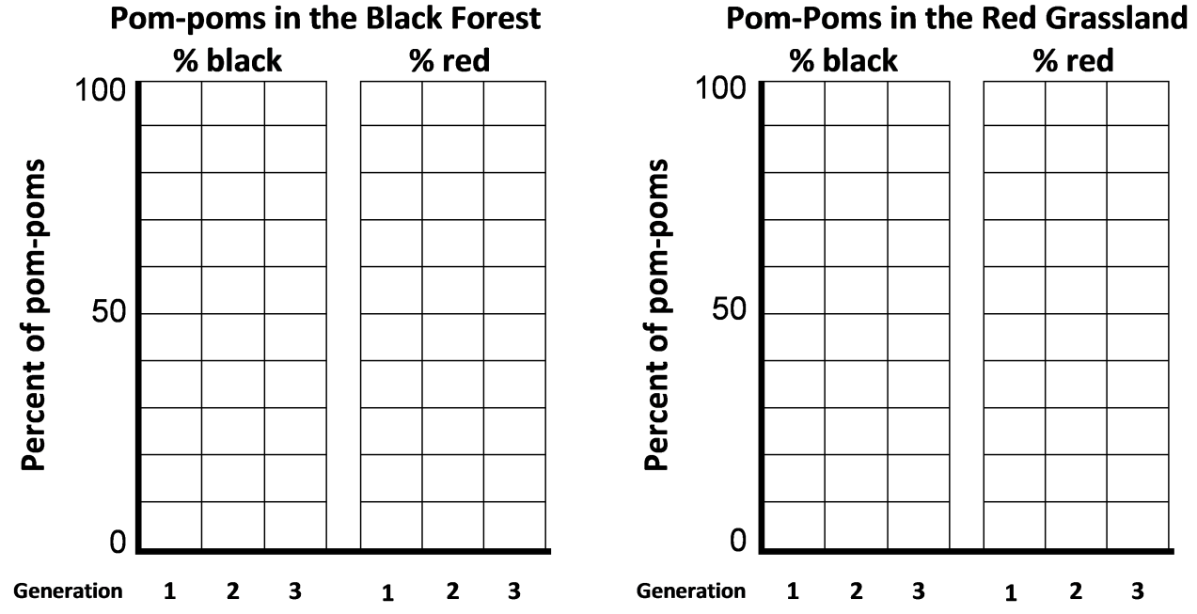 Pom-poms in the Black Forest
% black % red
100
50
0
Percent of pom-poms
Generation 1 2 3 1 2 3
Pom-Poms in the Red Grassland
% black % red
100
50
0
Percent of pom-poms
Generation 1 2 3 1 2 3